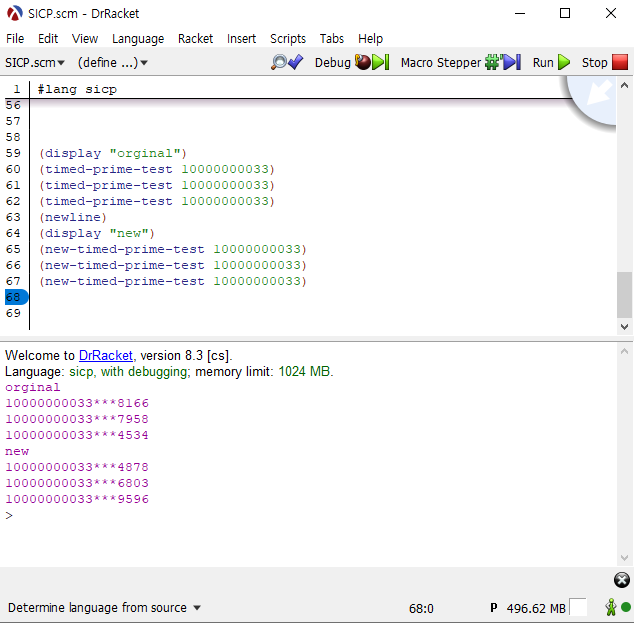 SICP.scm - DrRacket
File Edit View Language Racket Insert Scripts Tabs Help
SICP.scm (define ...) Debug Macro Stepper Run Stop
1 #lang sicp
56
57
58
59 (display "orginal")
60 (timed-prime-test 10000000033)
61 (timed-prime-test 10000000033)
62 (timed-prime-test 10000000033)
63 (newline)
64 (display "new")
65 (new-timed-prime-test 10000000033)
66 (new-timed-prime-test 10000000033)
67 (new-timed-prime-test 10000000033)
68
69
Welcome to DrRacket, version 8.3 [cs].
Language: sicp, with debugging; memory limit: 1024 MB.
orginal
10000000033***8166
10000000033***7958
10000000033***4534
new
10000000033***4878
10000000033***6803
10000000033***9596
>
Determine language from source 68:0 P 496.62 MB